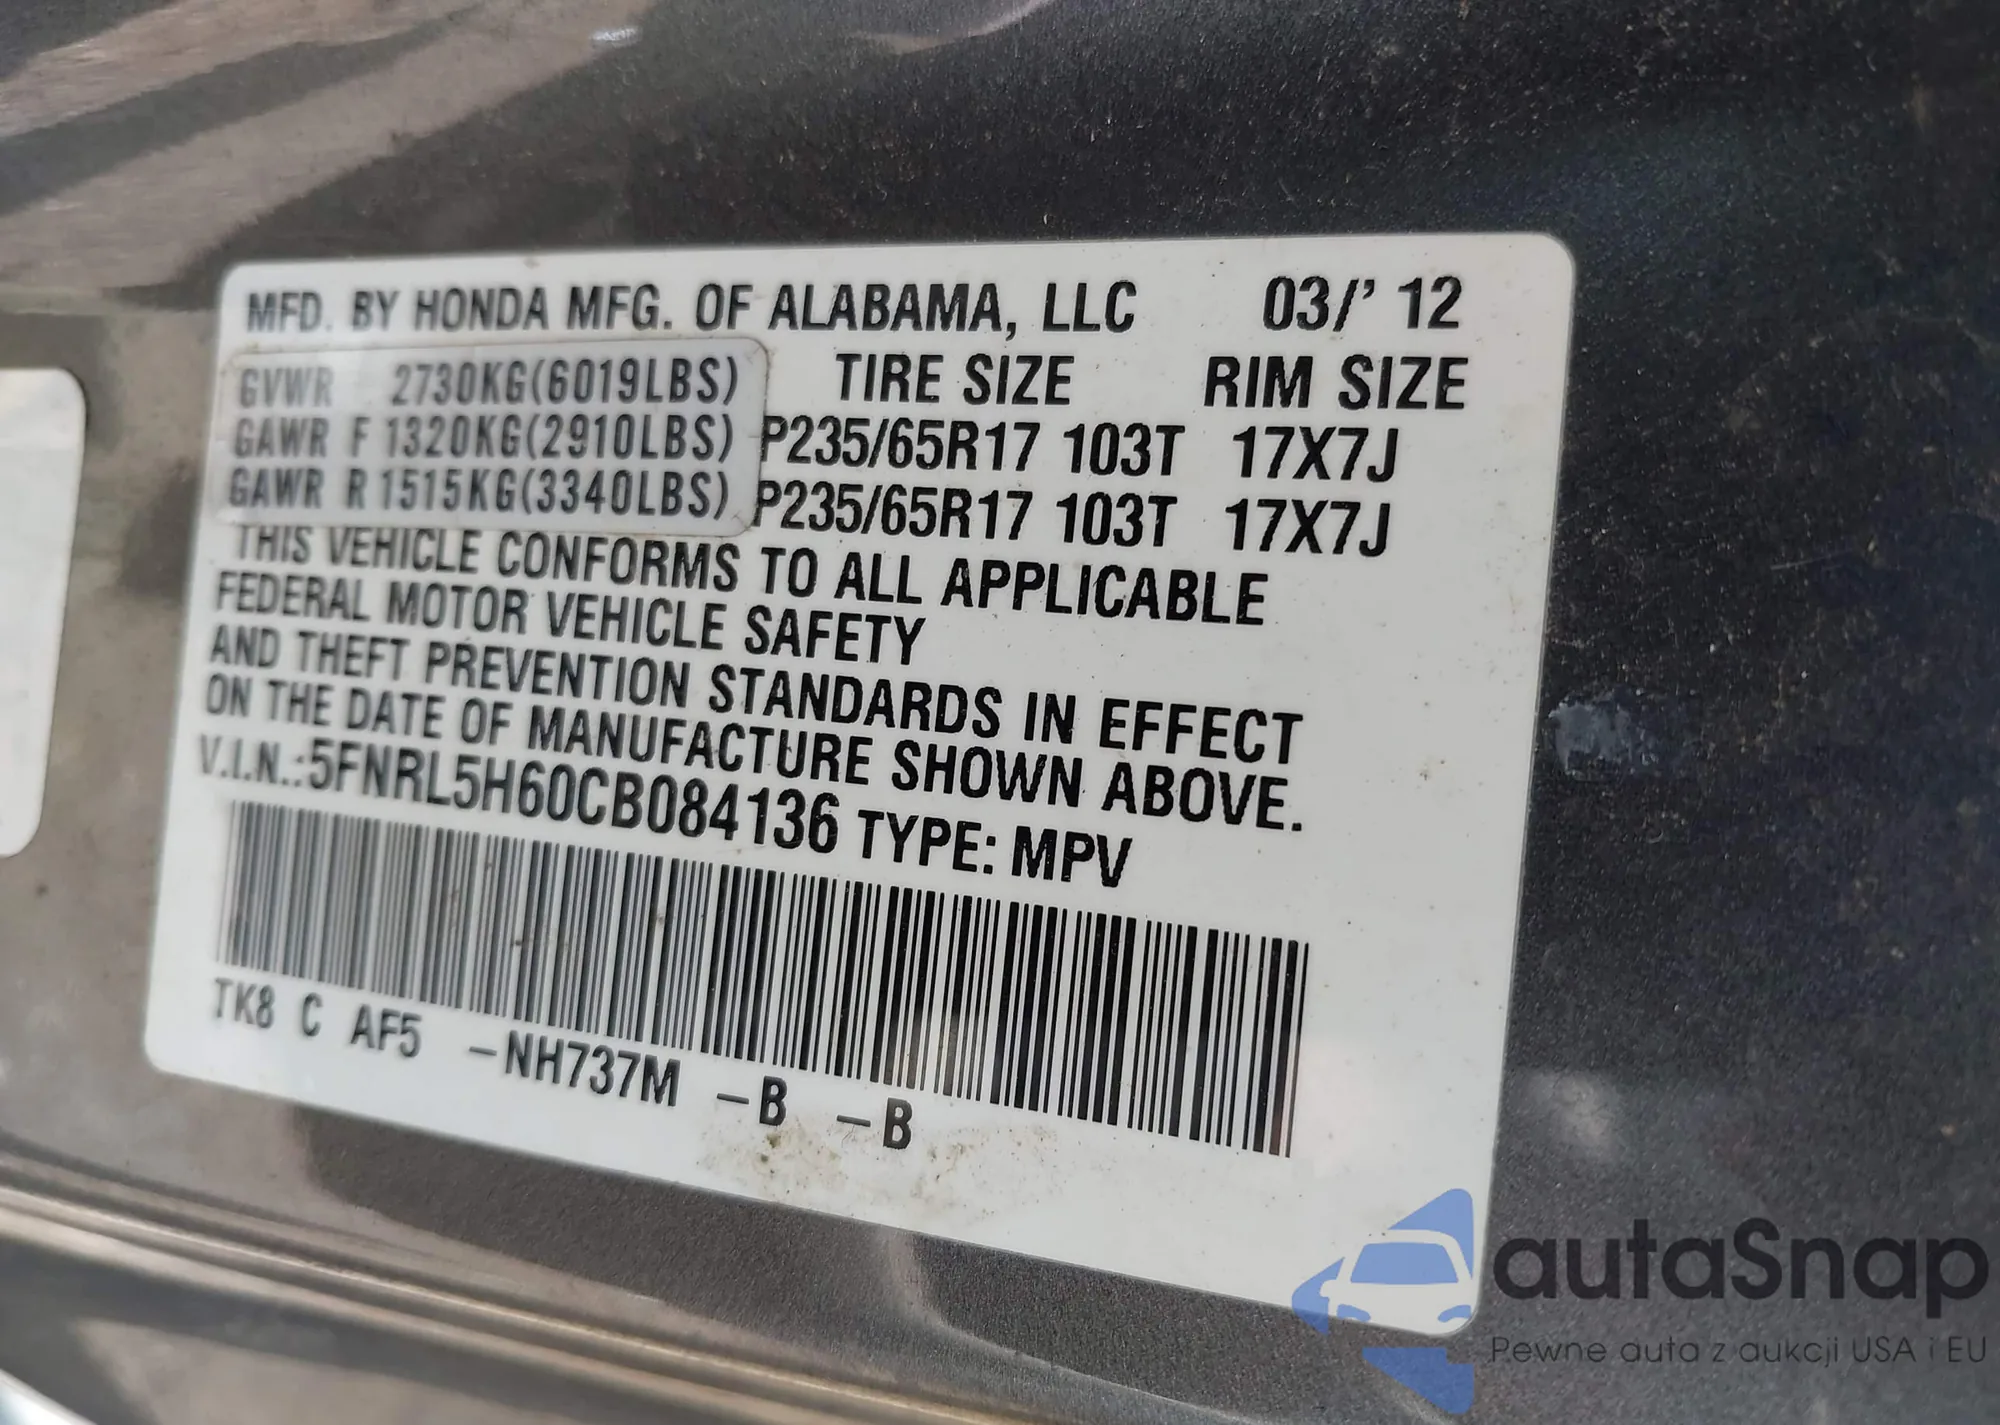 MFD. BY HONDA MFG. OF ALABAMA, LLC 03/' 12
GVWR 2730KG(6019LBS) TIRE SIZE RIM SIZE
GAWR F 1320KG(2910LBS) P235/65R17 103T 17X7J
GAWR R 1515KG(3340LBS) P235/65R17 103T 17X7J
THIS VEHICLE CONFORMS TO ALL APPLICABLE
FEDERAL MOTOR VEHICLE SAFETY
AND THEFT PREVENTION STANDARDS IN EFFECT
ON THE DATE OF MANUFACTURE SHOWN ABOVE.
V.I.N.:5FNRL5H60CB084136 TYPE: MPV
TK8 C AF5 -NH737M -B -B
autaSnap
Pewne auta z aukcji USA i EU